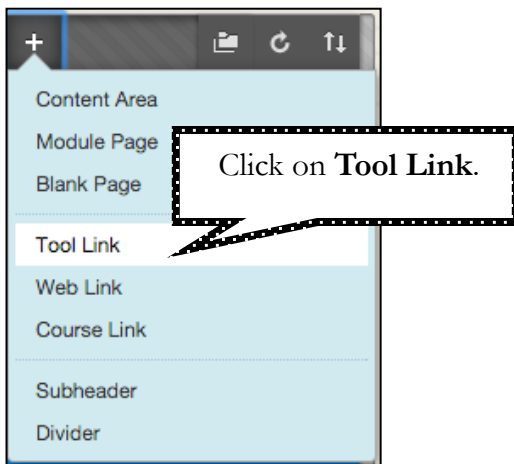 +
Content Area
Module Page
Blank Page
Click on Tool Link.
Tool Link
Web Link
Course Link
Subheader
Divider